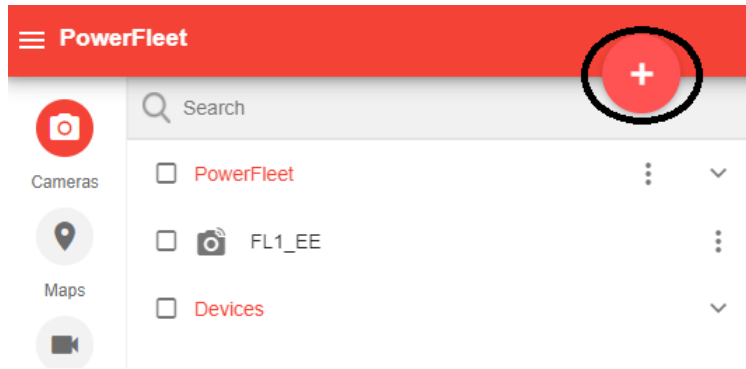 PowerFleet
+
Search
Cameras
PowerFleet
FL1_EE
Maps
Devices